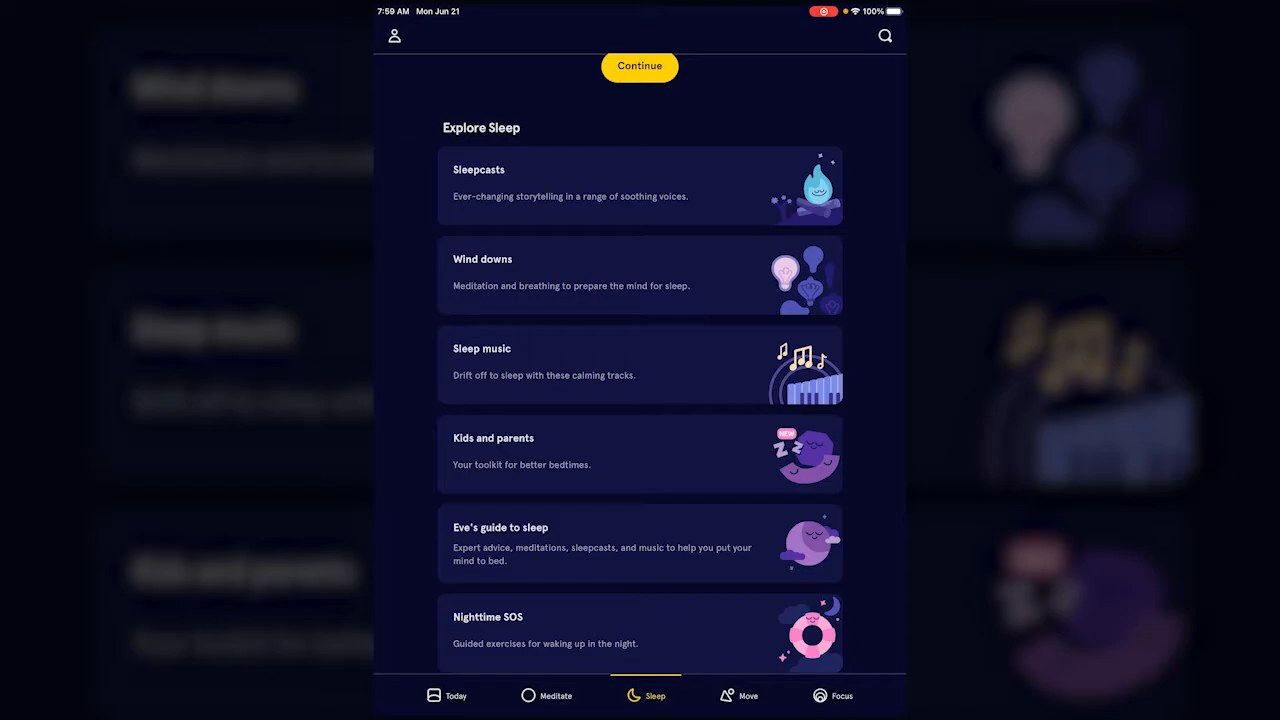 7:59 AM Mon Jun 21
100%
Continue
Explore Sleep
Sleepcasts
Ever-changing storytelling in a range of soothing voices.
Wind downs
Meditation and breathing to prepare the mind for sleep.
Sleep music
Drift off to sleep with these calming tracks.
Kids and parents
NEW
Z Z
Your toolkit for better bedtimes.
Eve's guide to sleep
Expert advice, meditations, sleepcasts, and music to help you put your
mind to bed.
Nighttime SOS
Guided exercises for waking up in the night.
Today Meditate Sleep Move Focus